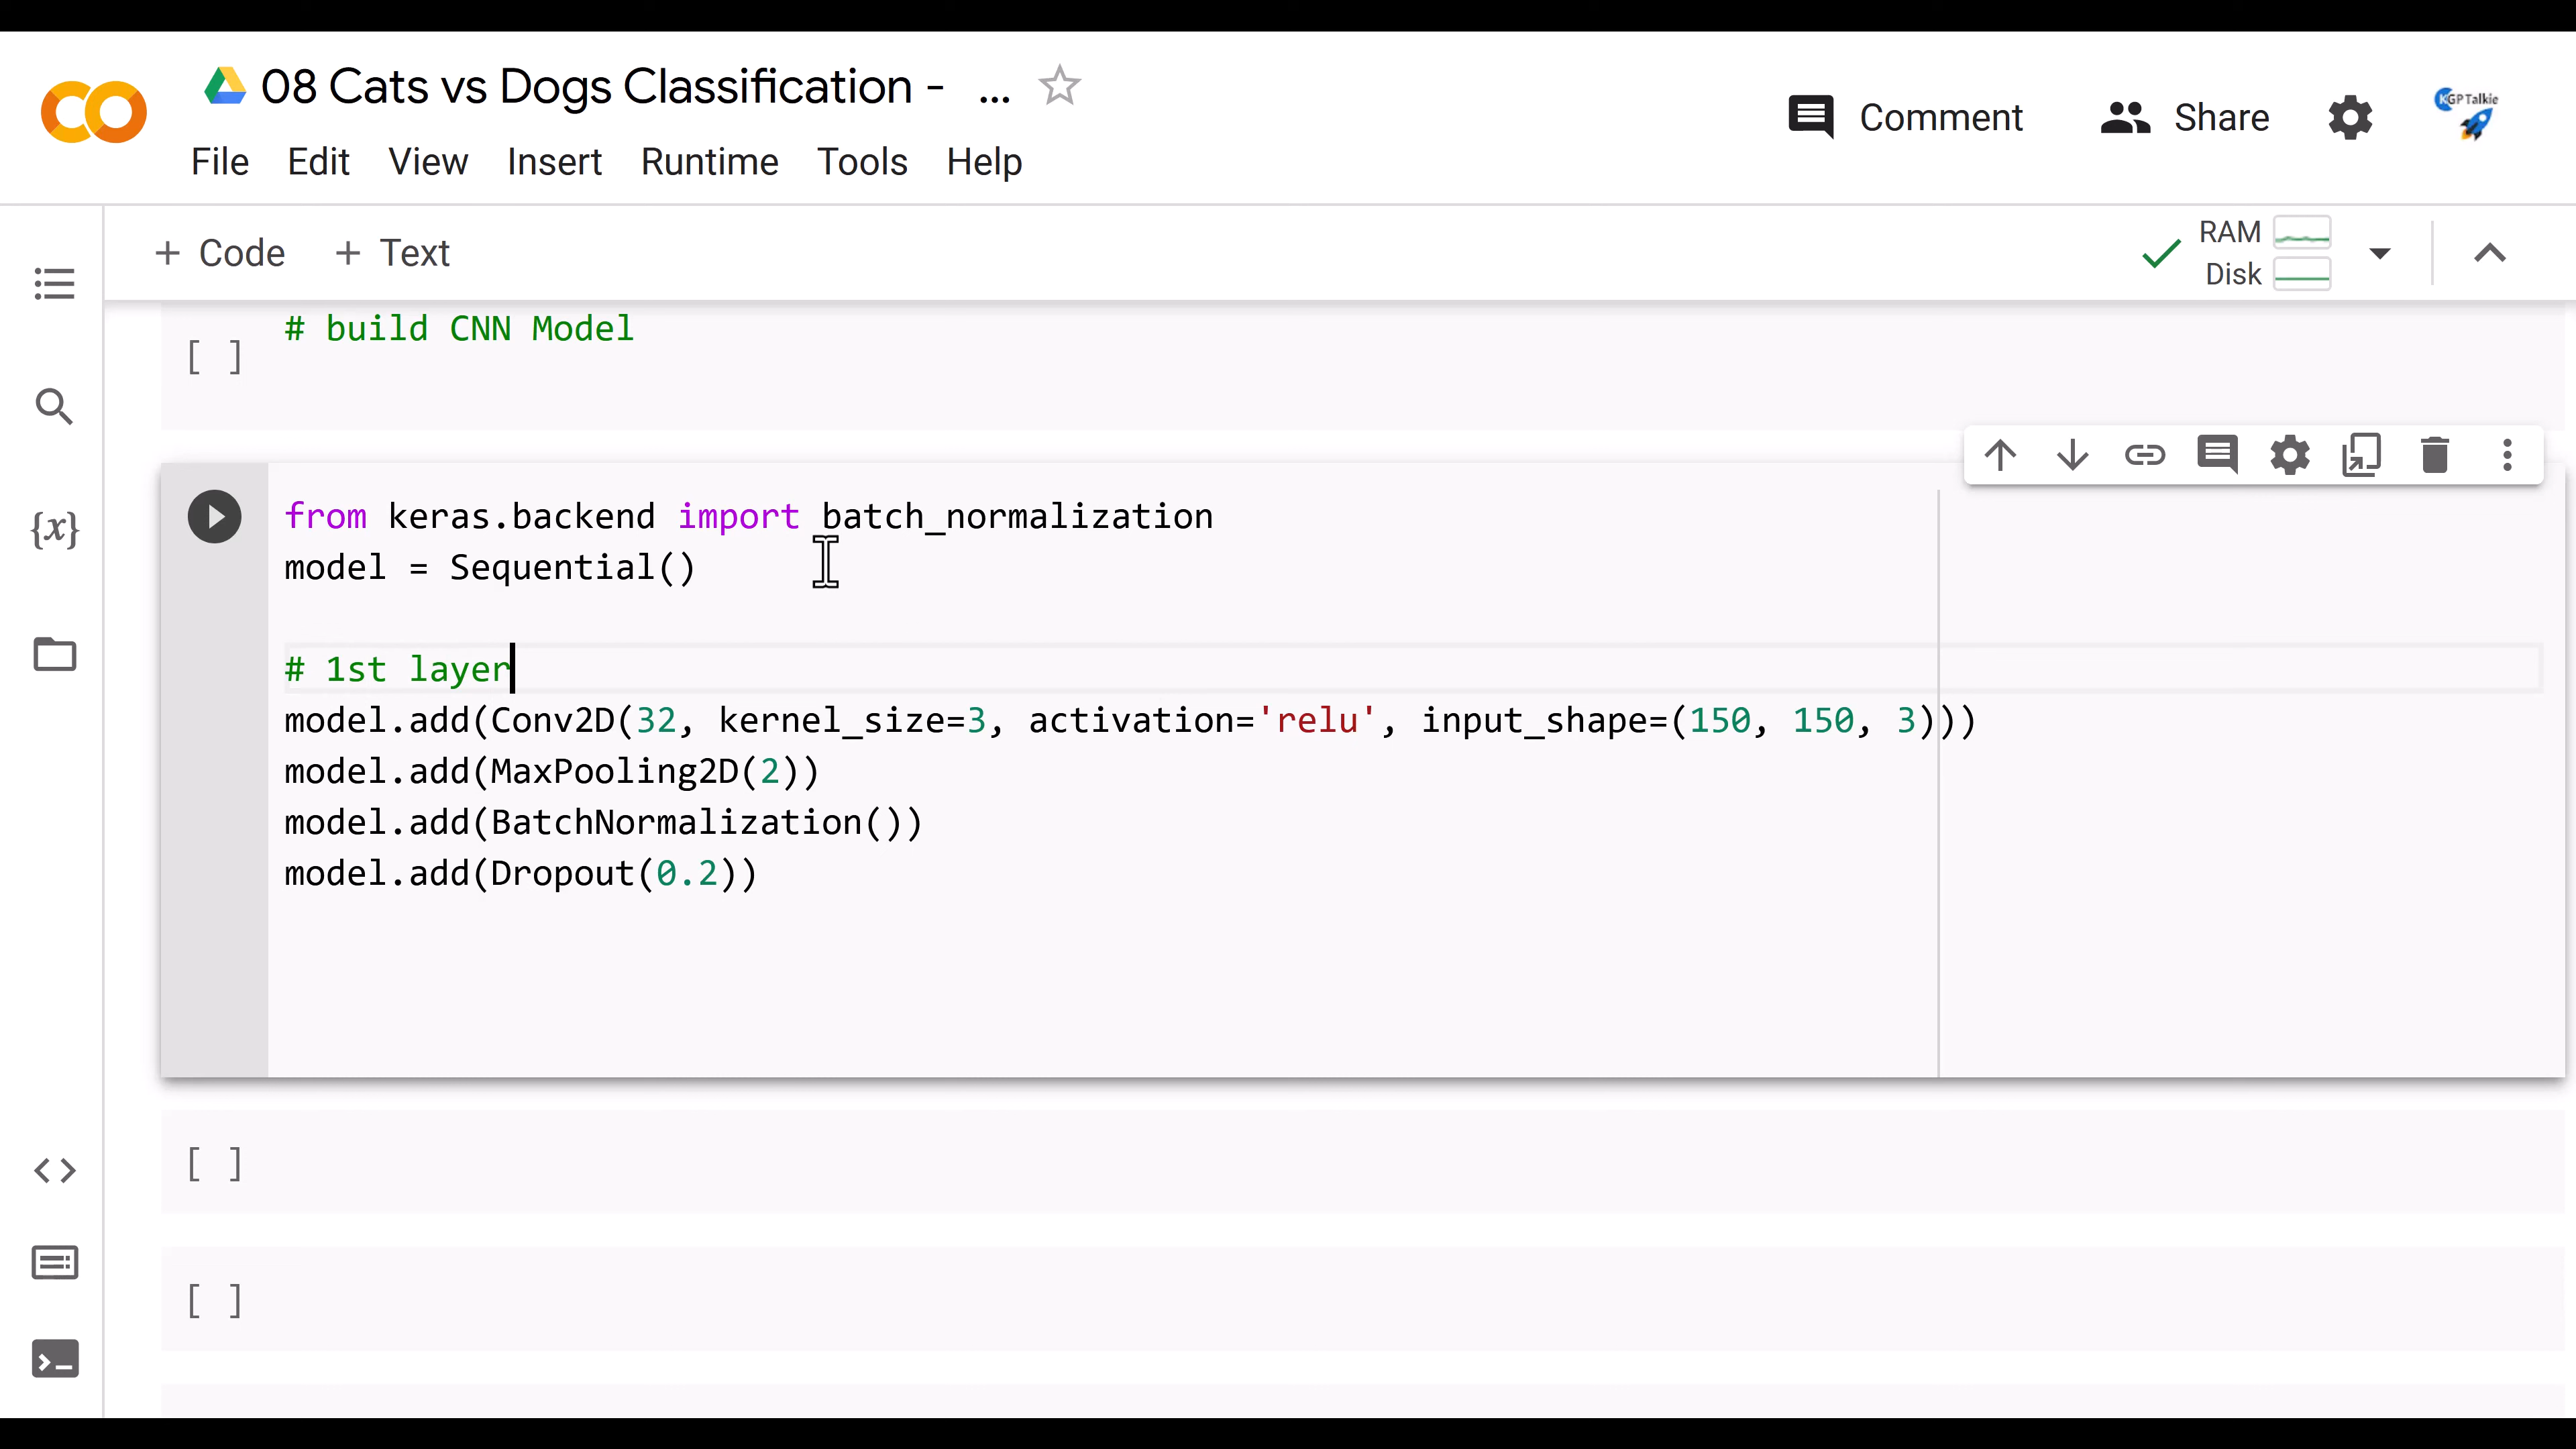 08 Cats vs Dogs Classification - ...
Comment
Share
KGP Talkie
File Edit View Insert Runtime Tools Help
+ Code + Text
RAM
Disk
[ ]
# build CNN Model
{x}
from keras.backend import batch_normalization
model = Sequential()
# 1st layer
model.add(Conv2D(32, kernel_size=3, activation='relu', input_shape=(150, 150, 3)))
model.add(MaxPooling2D(2))
model.add(BatchNormalization())
model.add(Dropout(0.2))
[ ]
[ ]